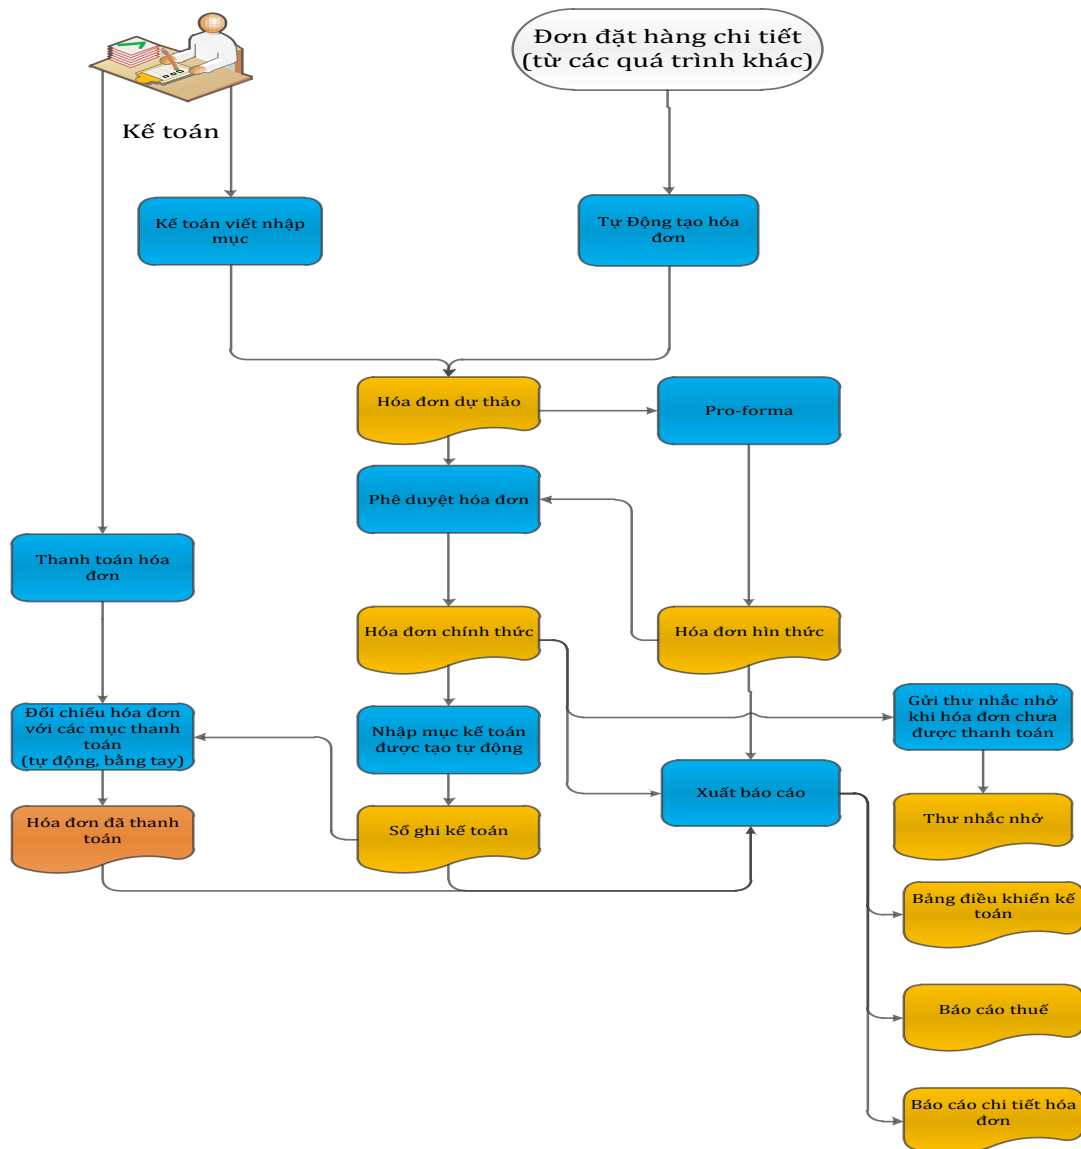 Đơn đặt hàng chi tiết
(từ các quá trình khác)
Kế toán
Kế toán viết nhập
mục
Tự Động tạo hóa
đơn
Hóa đơn dự thảo
Pro-forma
Phê duyệt hóa đơn
Thanh toán hóa
đơn
Hóa đơn chính thức
Hóa đơn hìn thức
Đối chiếu hóa đơn
với các mục thanh
toán
(tự động, bằng tay)
Nhập mục kế toán
được tạo tự động
Gửi thư nhắc nhở
khi hóa đơn chưa
được thanh toán
Xuất báo cáo
Hóa đơn đã thanh
toán
Sổ ghi kế toán
Thư nhắc nhở
Bảng điều khiển kế
toán
Báo cáo thuế
Báo cáo chi tiết hóa
đơn